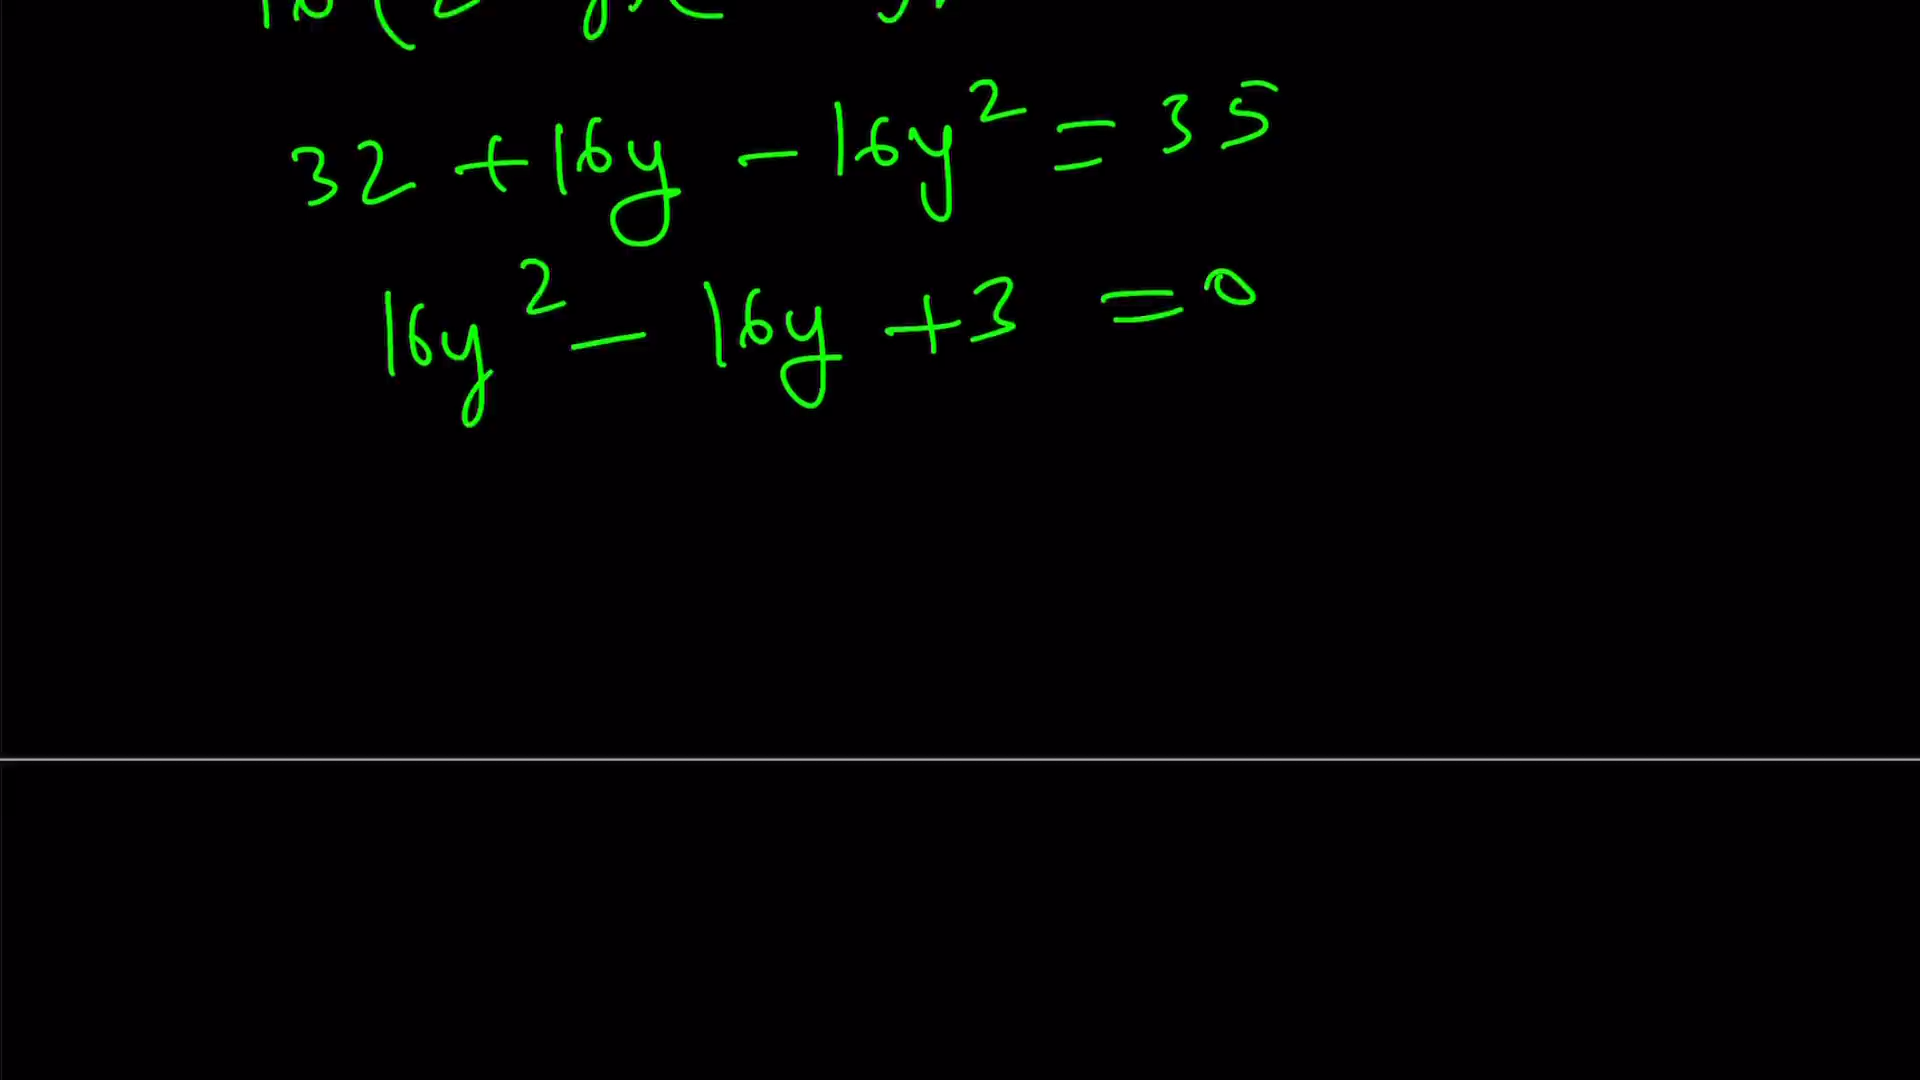 32 + 16y - 16y² = 35
16y² - 16y + 3 = 0